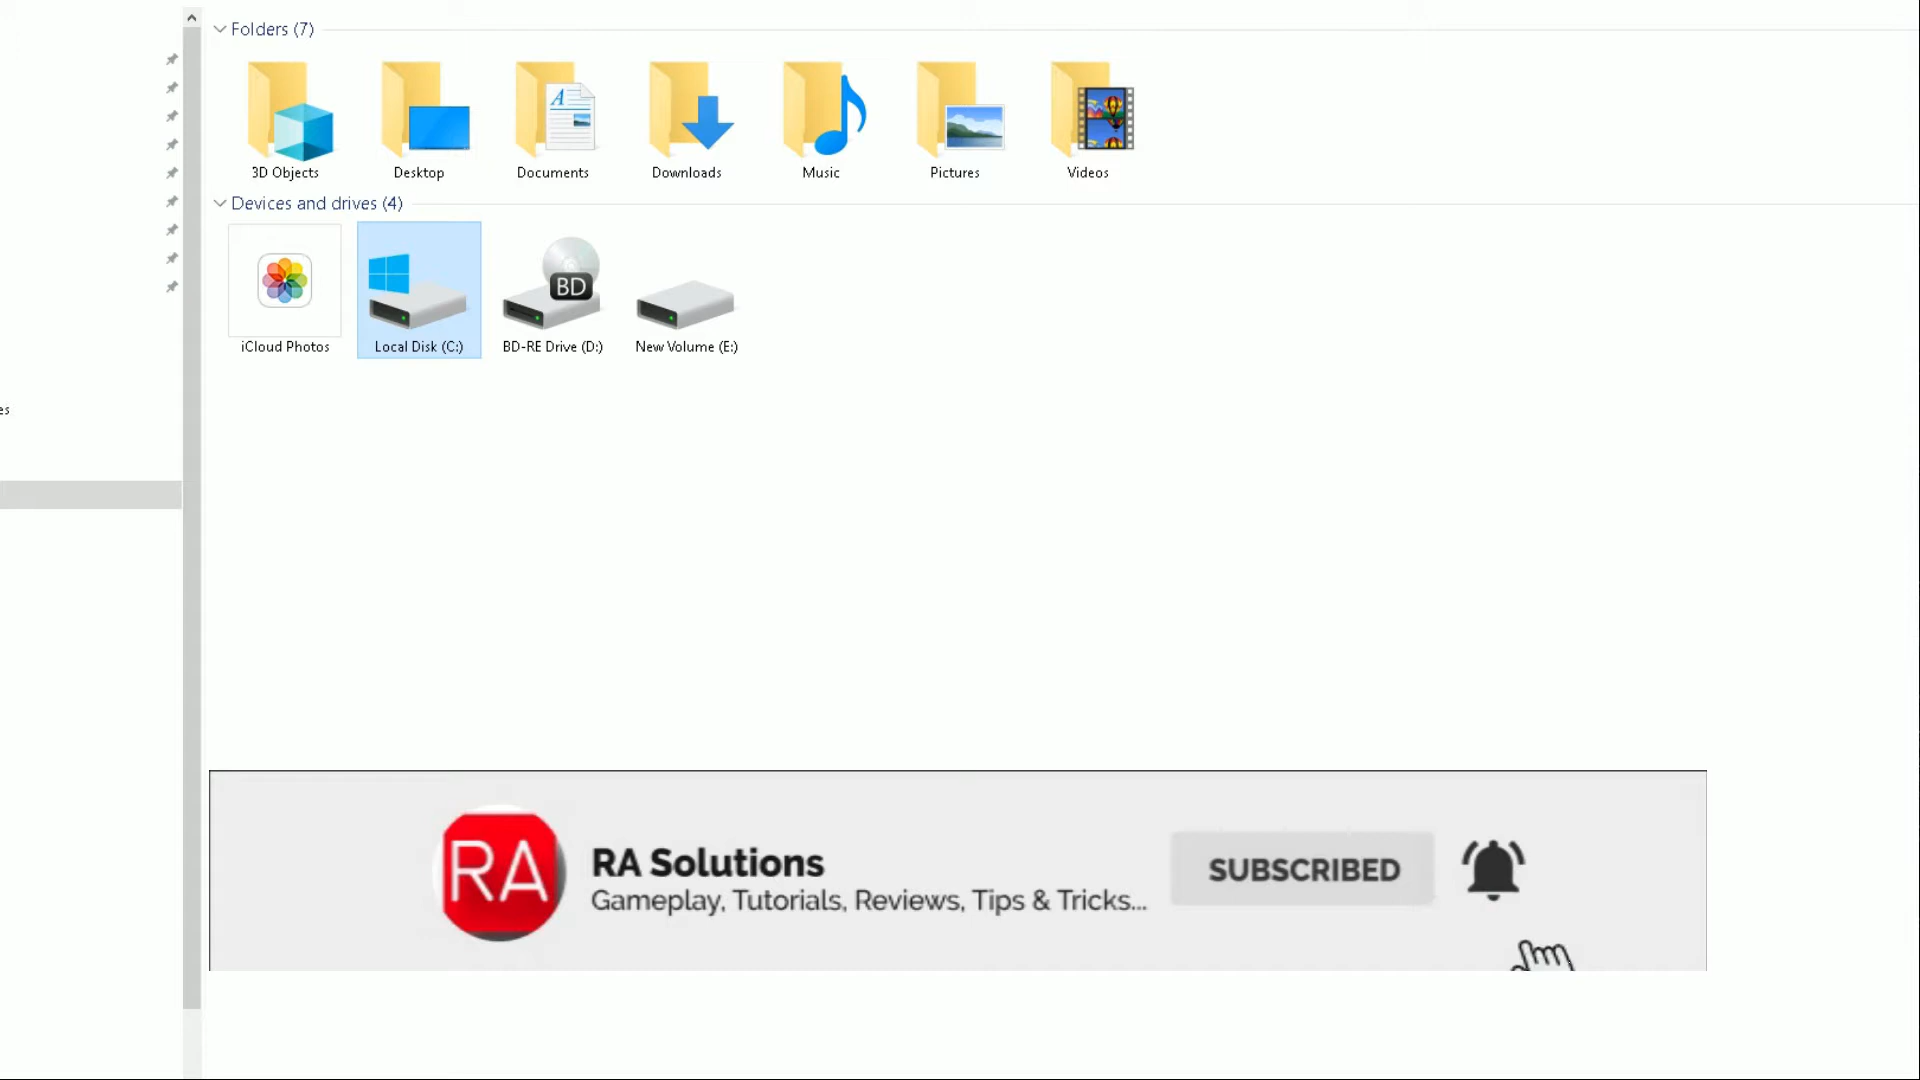 Folders (7)
3D Objects
Desktop
Documents
Downloads
Music
Pictures
Videos
Devices and drives (4)
iCloud Photos
Local Disk (C:)
BD
BD-RE Drive (D:)
New Volume (E:)
es
RA
RA Solutions
Gameplay, Tutorials, Reviews, Tips & Tricks...
SUBSCRIBED